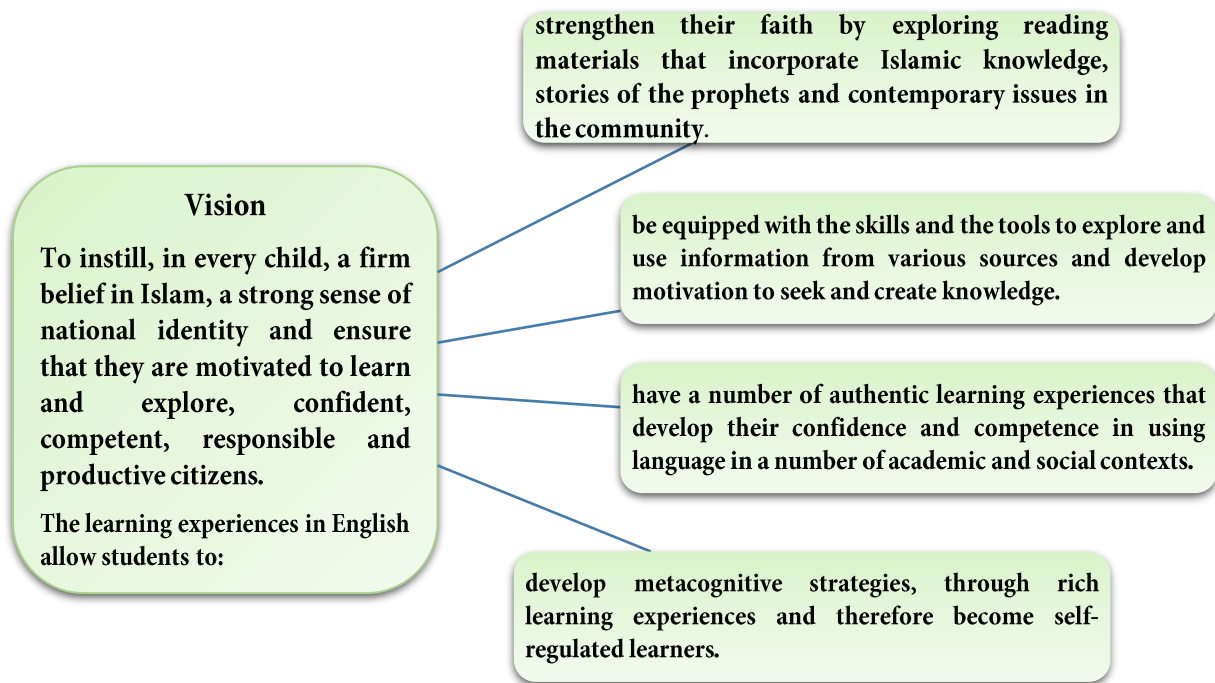 strengthen their faith by exploring reading
materials that incorporate Islamic knowledge,
stories of the prophets and contemporary issues in
the community.
Vision
To instill, in every child, a firm
belief in Islam, a strong sense of
national identity and ensure
that they are motivated to learn
and explore, confident,
competent, responsible and
productive citizens.
The learning experiences in English
allow students to:
be equipped with the skills and the tools to explore and
use information from various sources and develop
motivation to seek and create knowledge.
have a number of authentic learning experiences that
develop their confidence and competence in using
language in a number of academic and social contexts.
develop metacognitive strategies, through rich
learning experiences and therefore become self-
regulated learners.